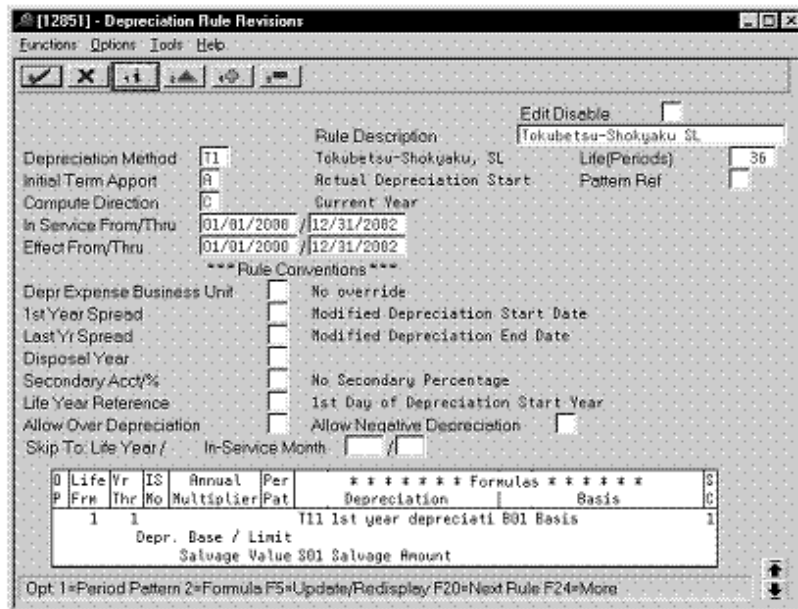 [12851] - Depreciation Rule Revisions
Functions Options Tools Help
Edit Disable
Rule Description Tokubetsu-Shokyaku SL
Depreciation Method T1 Tokubetsu-Shokyaku, SL Life(Periods) 36
Initial Term Apport A Actual Depreciation Start Pattern Ref
Compute Direction C Current Year
In Service From/Thru 01/01/2000 / 12/31/2002
Effect From/Thru 01/01/2000 / 12/31/2002
*** Rule Conventions ***
Depr Expense Business Unit No override
1st Year Spread Modified Depreciation Start Date
Last Yr Spread Modified Depreciation End Date
Disposal Year
Secondary Acct/% No Secondary Percentage
Life Year Reference 1st Day of Depreciation Start Year
Allow Over Depreciation Allow Negative Depreciation
Skip To: Life Year / In-Service Month /
O Life Yr IS Annual Per * * * * * * * Formulas * * * * * * S
P Frm Thr Mo Multiplier Pat Depreciation | Basis C
1 1 T11 1st year depreciati B01 Basis 1
Depr. Base / Limit
Salvage Value S01 Salvage Amount
Opt: 1=Period Pattern 2=Formula F5=Update/Redisplay F20=Next Rule F24=More